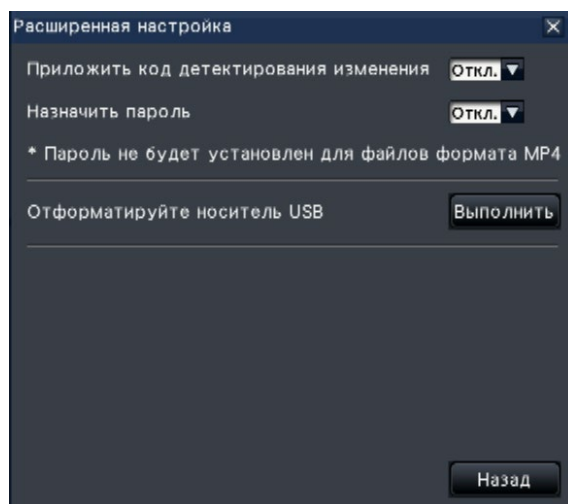 Расширенная настройка
Приложить код детектирования изменения Откл.
Назначить пароль Откл.
* Пароль не будет установлен для файлов формата MP4
Отформатируйте носитель USB Выполнить
Назад